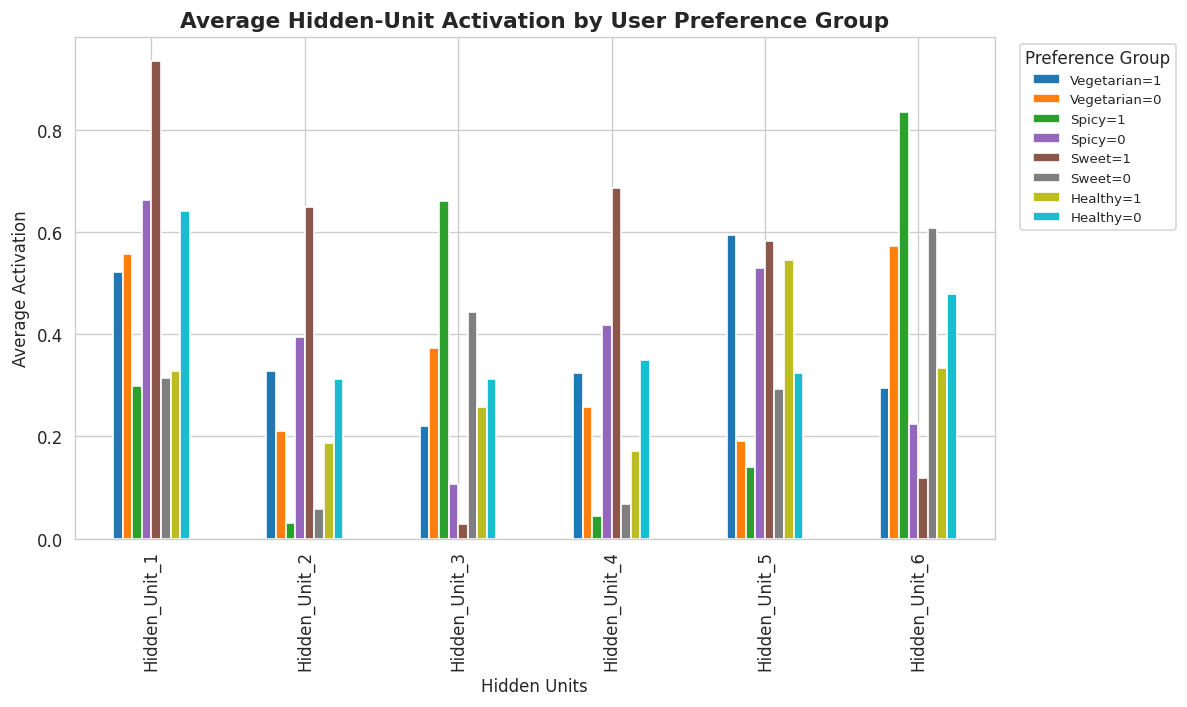 Average Hidden-Unit Activation by User Preference Group
Preference Group
Vegetarian=1
Vegetarian=0
Spicy=1
Spicy=0
Sweet=1
Sweet=0
Healthy=1
Healthy=0
Average Activation
0.8
0.6
0.4
0.2
0.0
Hidden_Unit_1
Hidden_Unit_2
Hidden_Unit_3
Hidden_Unit_4
Hidden_Unit_5
Hidden_Unit_6
Hidden Units